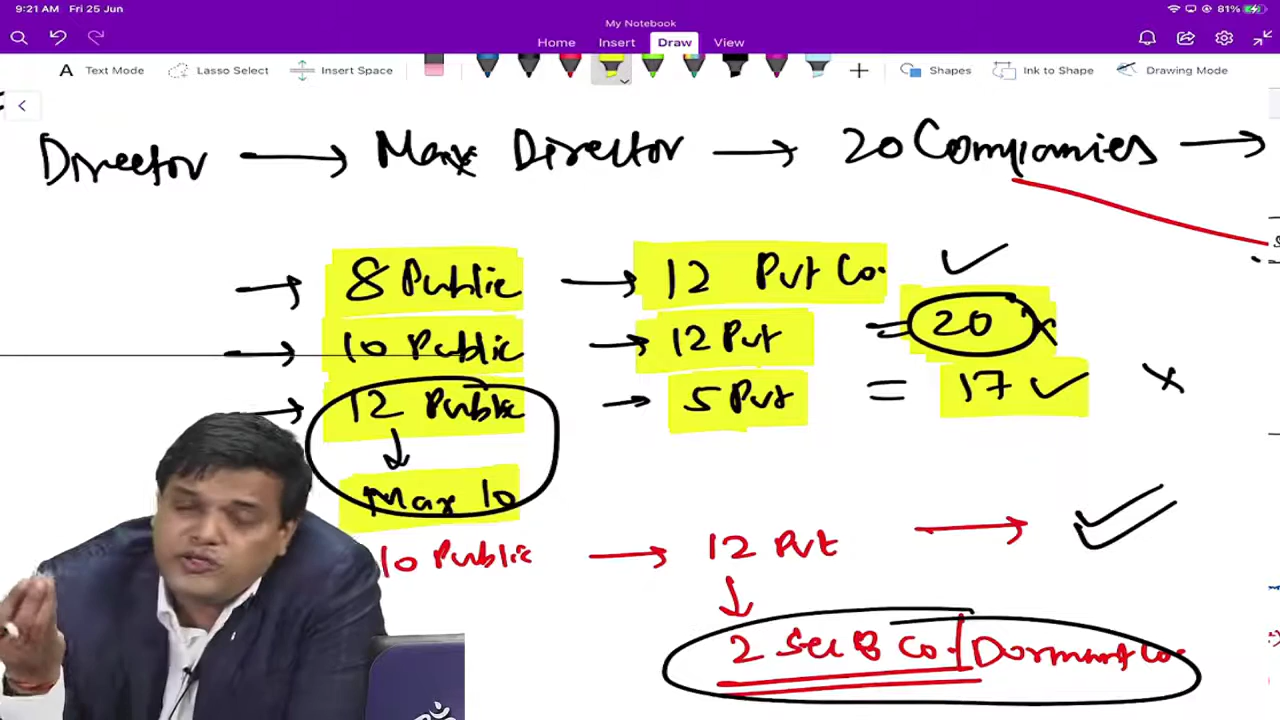 9:21 AM Fri 25 Jun 81%
My Notebook
Home Insert Draw View
A Text Mode Lasso Select Insert Space Shapes Ink to Shape Drawing Mode
Director → Max Director → 20 Companies →
→ 8 Public → 12 Pvt Co. ✓
→ 10 Public → 12 Pvt = 20 x
→ 12 Public → 5 Pvt = 17 ✓ x
↓
Max 10
10 Public → 12 Pvt → ✓
↓
2 Sec 8 Co. | Dormant Co.